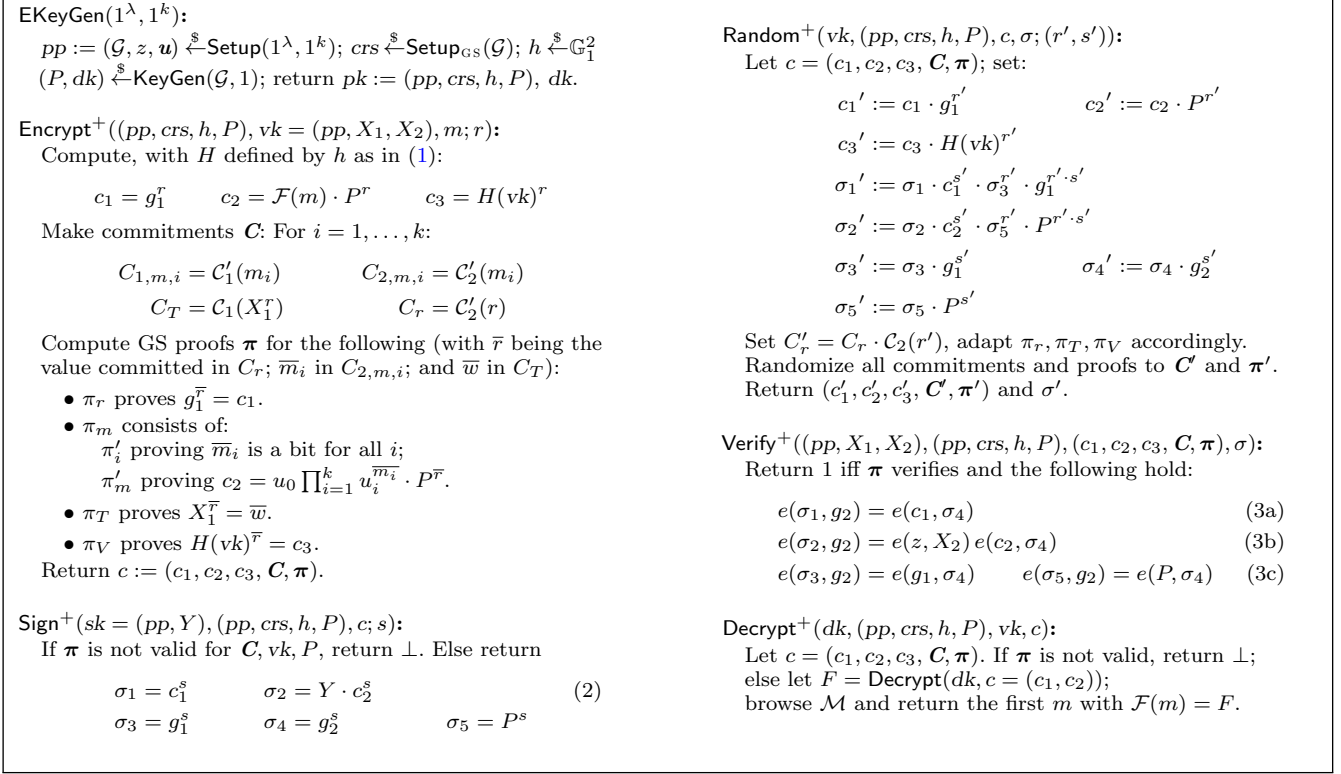 EKeyGen(1^λ, 1^k):
pp := (𝒢, z, 𝒖) ←$ Setup(1^λ, 1^k); crs ←$ Setup_GS(𝒢); h ←$ 𝔾_1^2
(P, dk) ←$ KeyGen(𝒢, 1); return pk := (pp, crs, h, P), dk.
Encrypt^+((pp, crs, h, P), vk = (pp, X_1, X_2), m; r):
Compute, with H defined by h as in (1):
c_1 = g_1^r c_2 = ℱ(m) · P^r c_3 = H(vk)^r
Make commitments 𝑪: For i = 1, . . . , k:
C_{1,m,i} = 𝒞'_1(m_i) C_{2,m,i} = 𝒞'_2(m_i)
C_T = 𝒞_1(X_1^r) C_r = 𝒞'_2(r)
Compute GS proofs 𝝅 for the following (with r̅ being the
value committed in C_r; m̅_i in C_{2,m,i}; and w̅ in C_T):
• π_r proves g_1^{r̅} = c_1.
• π_m consists of:
π'_i proving m̅_i is a bit for all i;
π'_m proving c_2 = u_0 ∏_{i=1}^k u_i^{\overline{m_i}} · P^{r̅}.
• π_T proves X_1^{r̅} = w̅.
• π_V proves H(vk)^{r̅} = c_3.
Return c := (c_1, c_2, c_3, 𝑪, 𝝅).
Sign^+(sk = (pp, Y), (pp, crs, h, P), c; s):
If 𝝅 is not valid for 𝑪, vk, P, return ⊥. Else return
σ_1 = c_1^s σ_2 = Y · c_2^s (2)
σ_3 = g_1^s σ_4 = g_2^s σ_5 = P^s
Random^+(vk, (pp, crs, h, P), c, σ; (r', s')):
Let c = (c_1, c_2, c_3, 𝑪, 𝝅); set:
c_1' := c_1 · g_1^{r'} c_2' := c_2 · P^{r'}
c_3' := c_3 · H(vk)^{r'}
σ_1' := σ_1 · c_1^{s'} · σ_3^{r'} · g_1^{r'·s'}
σ_2' := σ_2 · c_2^{s'} · σ_5^{r'} · P^{r'·s'}
σ_3' := σ_3 · g_1^{s'} σ_4' := σ_4 · g_2^{s'}
σ_5' := σ_5 · P^{s'}
Set C'_r = C_r · 𝒞_2(r'), adapt π_r, π_T, π_V accordingly.
Randomize all commitments and proofs to 𝑪' and 𝝅'.
Return (c'_1, c'_2, c'_3, 𝑪', 𝝅') and σ'.
Verify^+((pp, X_1, X_2), (pp, crs, h, P), (c_1, c_2, c_3, 𝑪, 𝝅), σ):
Return 1 iff 𝝅 verifies and the following hold:
e(σ_1, g_2) = e(c_1, σ_4) (3a)
e(σ_2, g_2) = e(z, X_2) e(c_2, σ_4) (3b)
e(σ_3, g_2) = e(g_1, σ_4) e(σ_5, g_2) = e(P, σ_4) (3c)
Decrypt^+(dk, (pp, crs, h, P), vk, c):
Let c = (c_1, c_2, c_3, 𝑪, 𝝅). If 𝝅 is not valid, return ⊥;
else let F = Decrypt(dk, c = (c_1, c_2));
browse ℳ and return the first m with ℱ(m) = F.